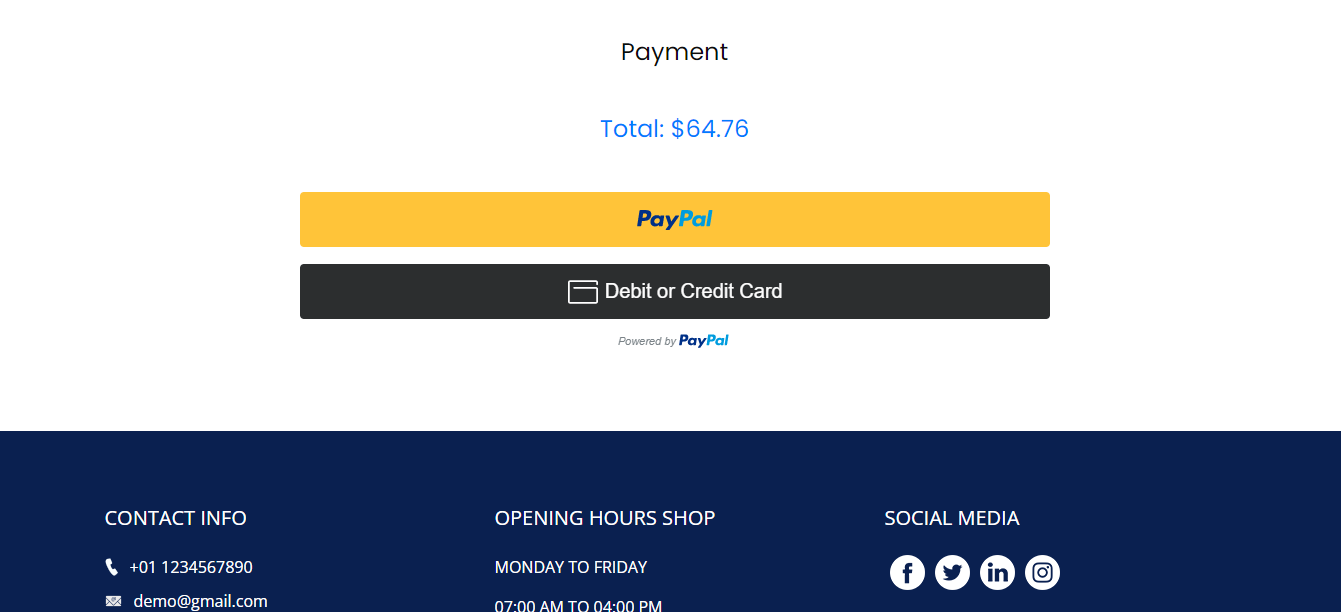 Payment
Total: $64.76
PayPal
Debit or Credit Card
Powered by PayPal
CONTACT INFO
+01 1234567890
demo@gmail.com
OPENING HOURS SHOP
MONDAY TO FRIDAY
07:00 AM TO 04:00 PM
SOCIAL MEDIA
f in